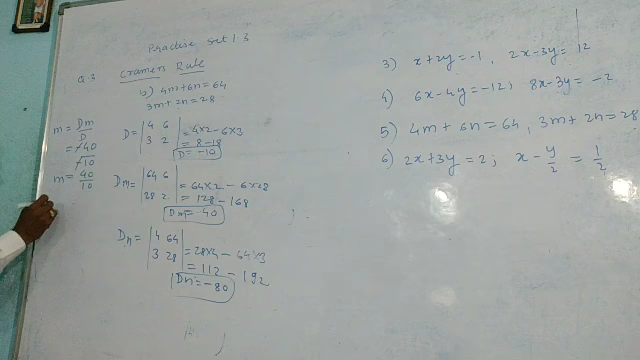 Practise Set 1.3
Q.3 Cramers Rule
b) 4m+6n=64
3m+2n=28
D = | 4 6 | = 4×2 - 6×3
| 3 2 | = 8-18
D = -10
Dm = | 64 6 | = 64×2 - 6×28
| 28 2 | = 128 - 168
Dm = -40
Dn = | 4 64 | = 28×4 - 64×3
| 3 28 | = 112 - 192
Dn = -80
m = Dm/D
= -40/-10
m = 40/10
3) x+2y=-1, 2x-3y=12
4) 6x-4y=-12; 8x-3y=-2
5) 4m+6n=64, 3m+2n=28
6) 2x+3y=2; x - y/2 = 1/2